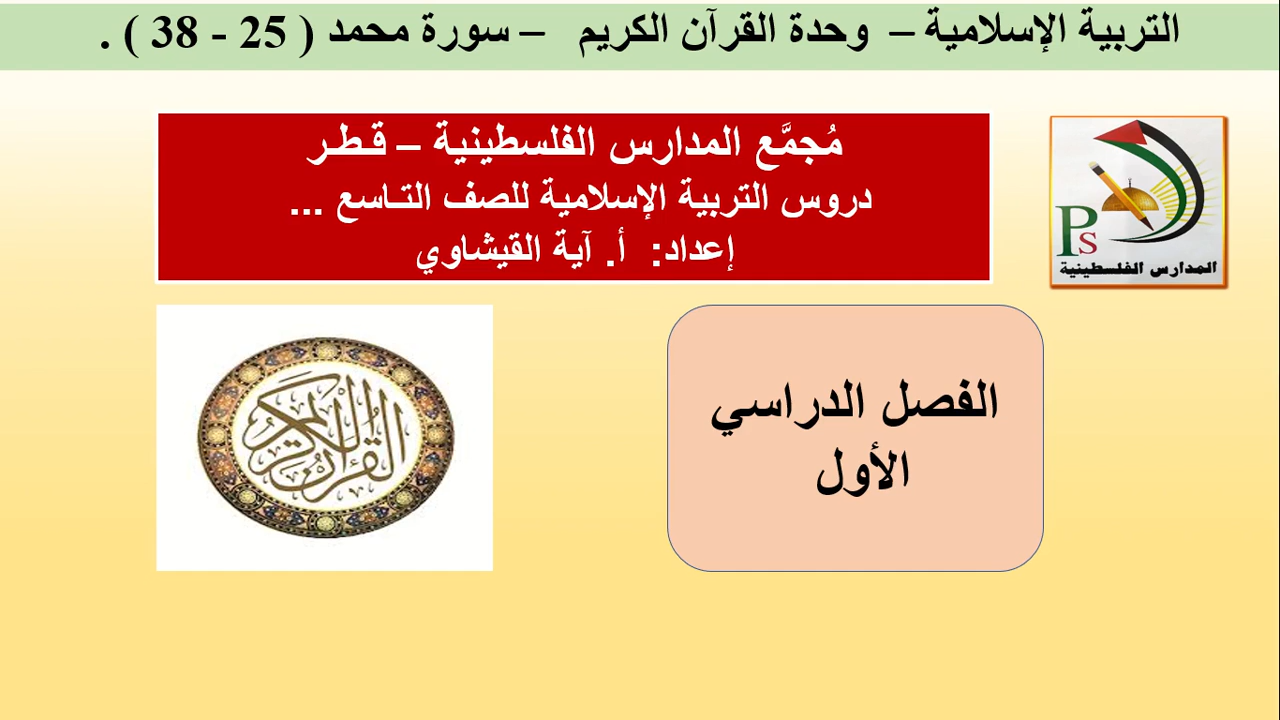 التربية الإسلامية – وحدة القرآن الكريم – سورة محمد ( 25 - 38 ) .
مُجمَّع المدارس الفلسطينية – قـطـر
دروس التربية الإسلامية للصف التـاسع ...
إعداد: أ. آية القيشاوي
PS
المدارس الفلسطينية
الفصل الدراسي
الأول
القرآن الكريم